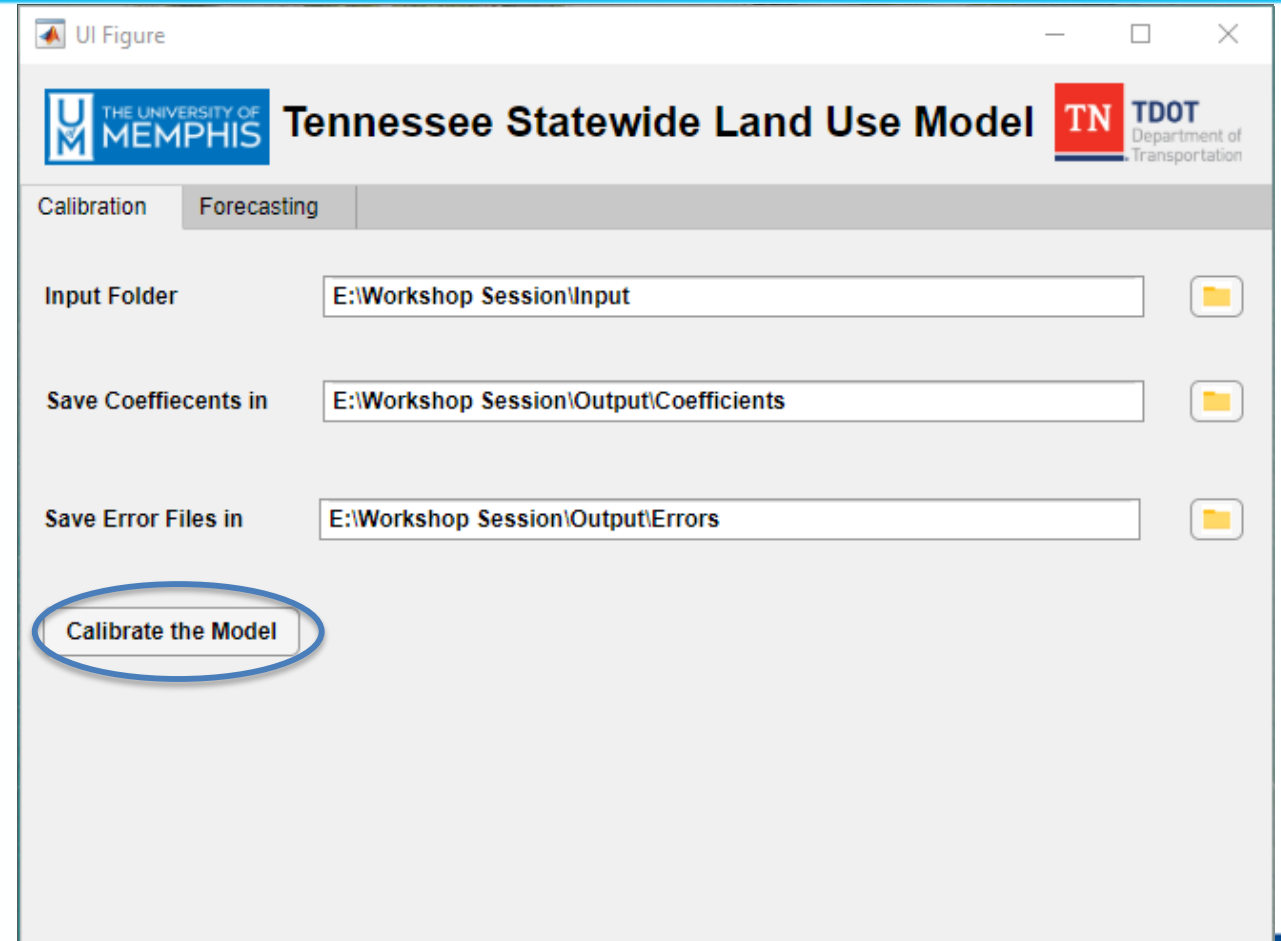 UI Figure
UM THE UNIVERSITY OF
MEMPHIS
Tennessee Statewide Land Use Model
TN TDOT
Department of
Transportation
Calibration Forecasting
Input Folder E:\Workshop Session\Input
Save Coeffiecents in E:\Workshop Session\Output\Coefficients
Save Error Files in E:\Workshop Session\Output\Errors
Calibrate the Model